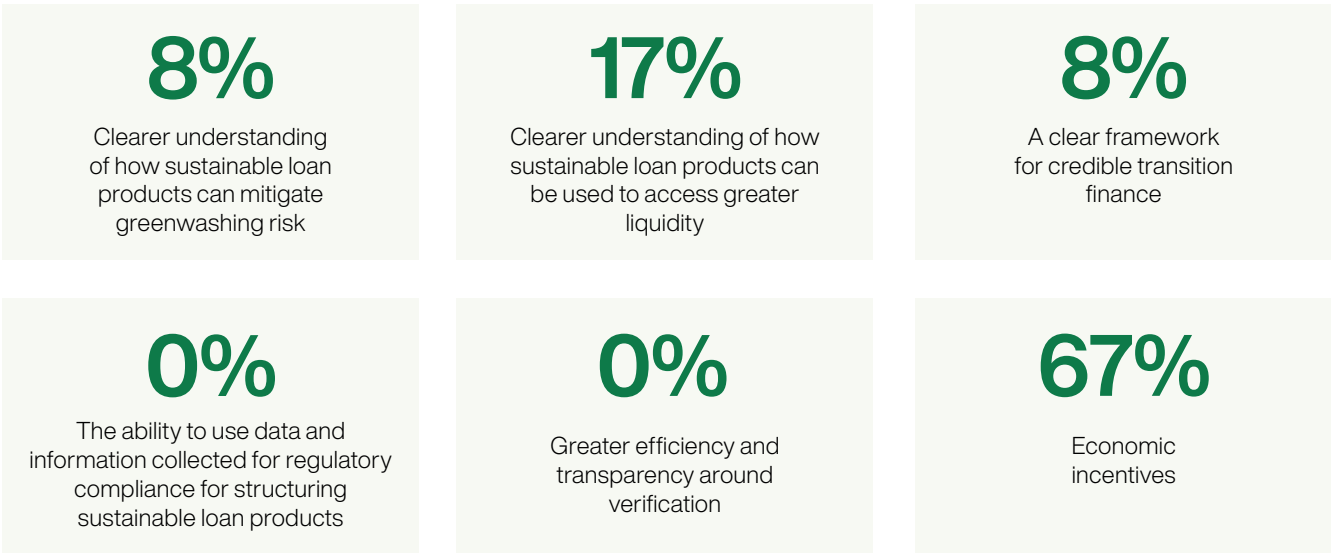 8%
Clearer understanding
of how sustainable loan
products can mitigate
greenwashing risk
17%
Clearer understanding of how
sustainable loan products can
be used to access greater
liquidity
8%
A clear framework
for credible transition
finance
0%
The ability to use data and
information collected for regulatory
compliance for structuring
sustainable loan products
0%
Greater efficiency and
transparency around
verification
67%
Economic
incentives